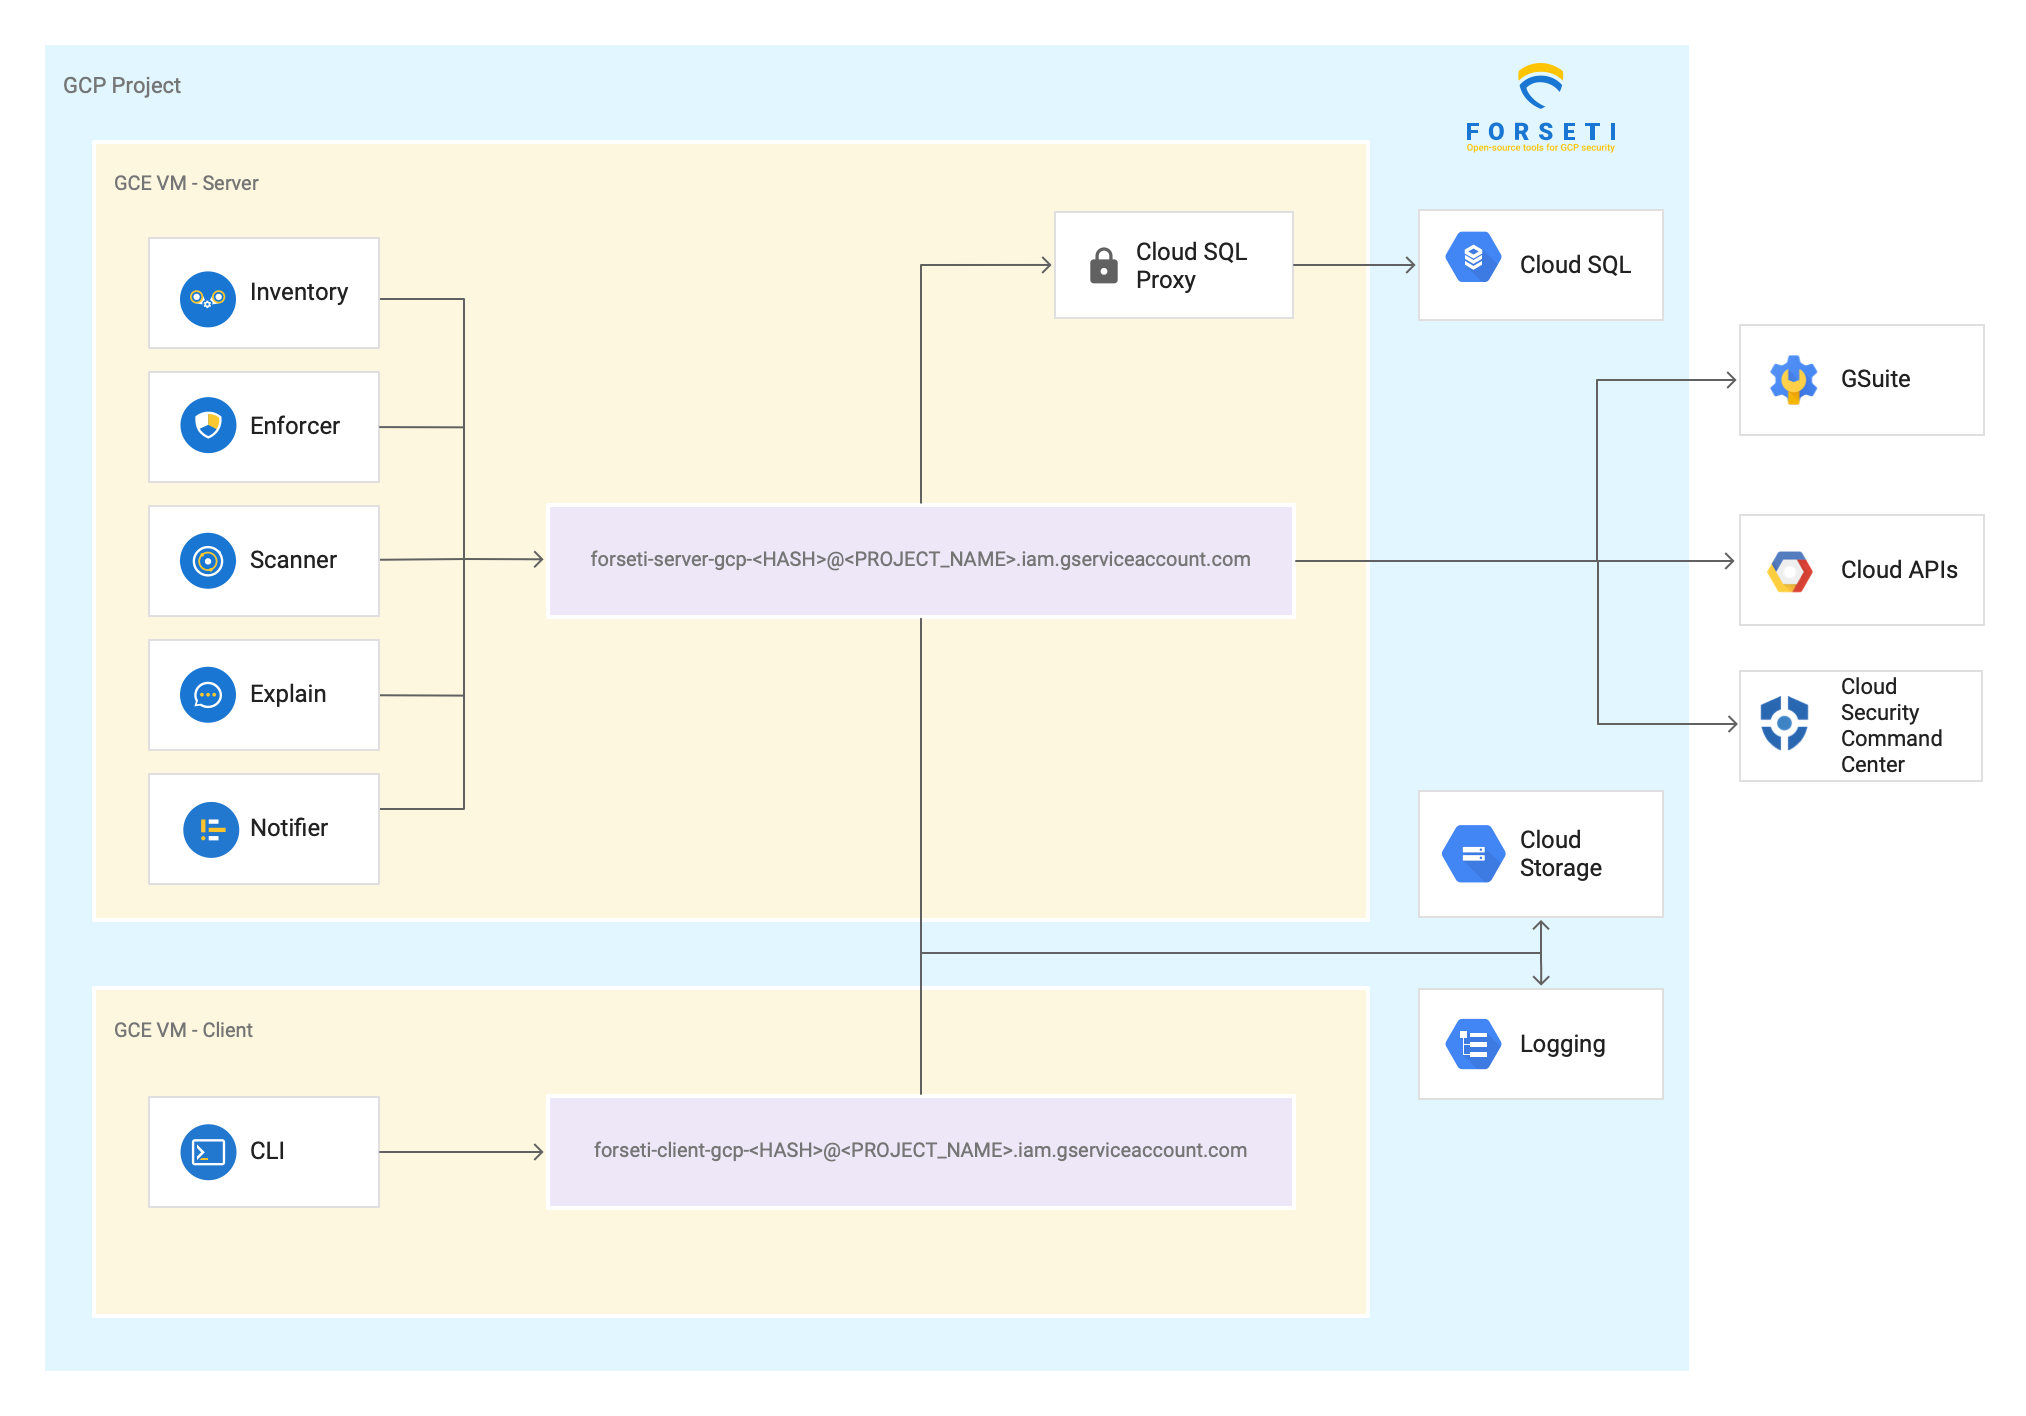 GCP Project
FORSETI
Open-source tools for GCP security
GCE VM - Server
Inventory
Enforcer
Scanner
Explain
Notifier
forseti-server-gcp-<HASH>@<PROJECT_NAME>.iam.gserviceaccount.com
Cloud SQL
Proxy
Cloud SQL
GSuite
Cloud APIs
Cloud
Security
Command
Center
Cloud
Storage
Logging
GCE VM - Client
CLI
forseti-client-gcp-<HASH>@<PROJECT_NAME>.iam.gserviceaccount.com